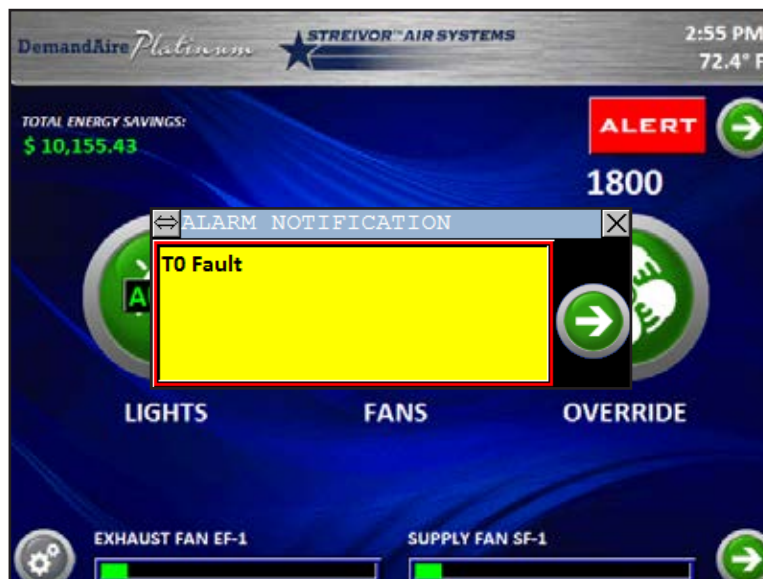 DemandAire Platinum
STREIVOR™ AIR SYSTEMS
2:55 PM
72.4° F
TOTAL ENERGY SAVINGS:
$ 10,155.43
ALERT
1800
ALARM NOTIFICATION
T0 Fault
LIGHTS
FANS
OVERRIDE
EXHAUST FAN EF-1
SUPPLY FAN SF-1